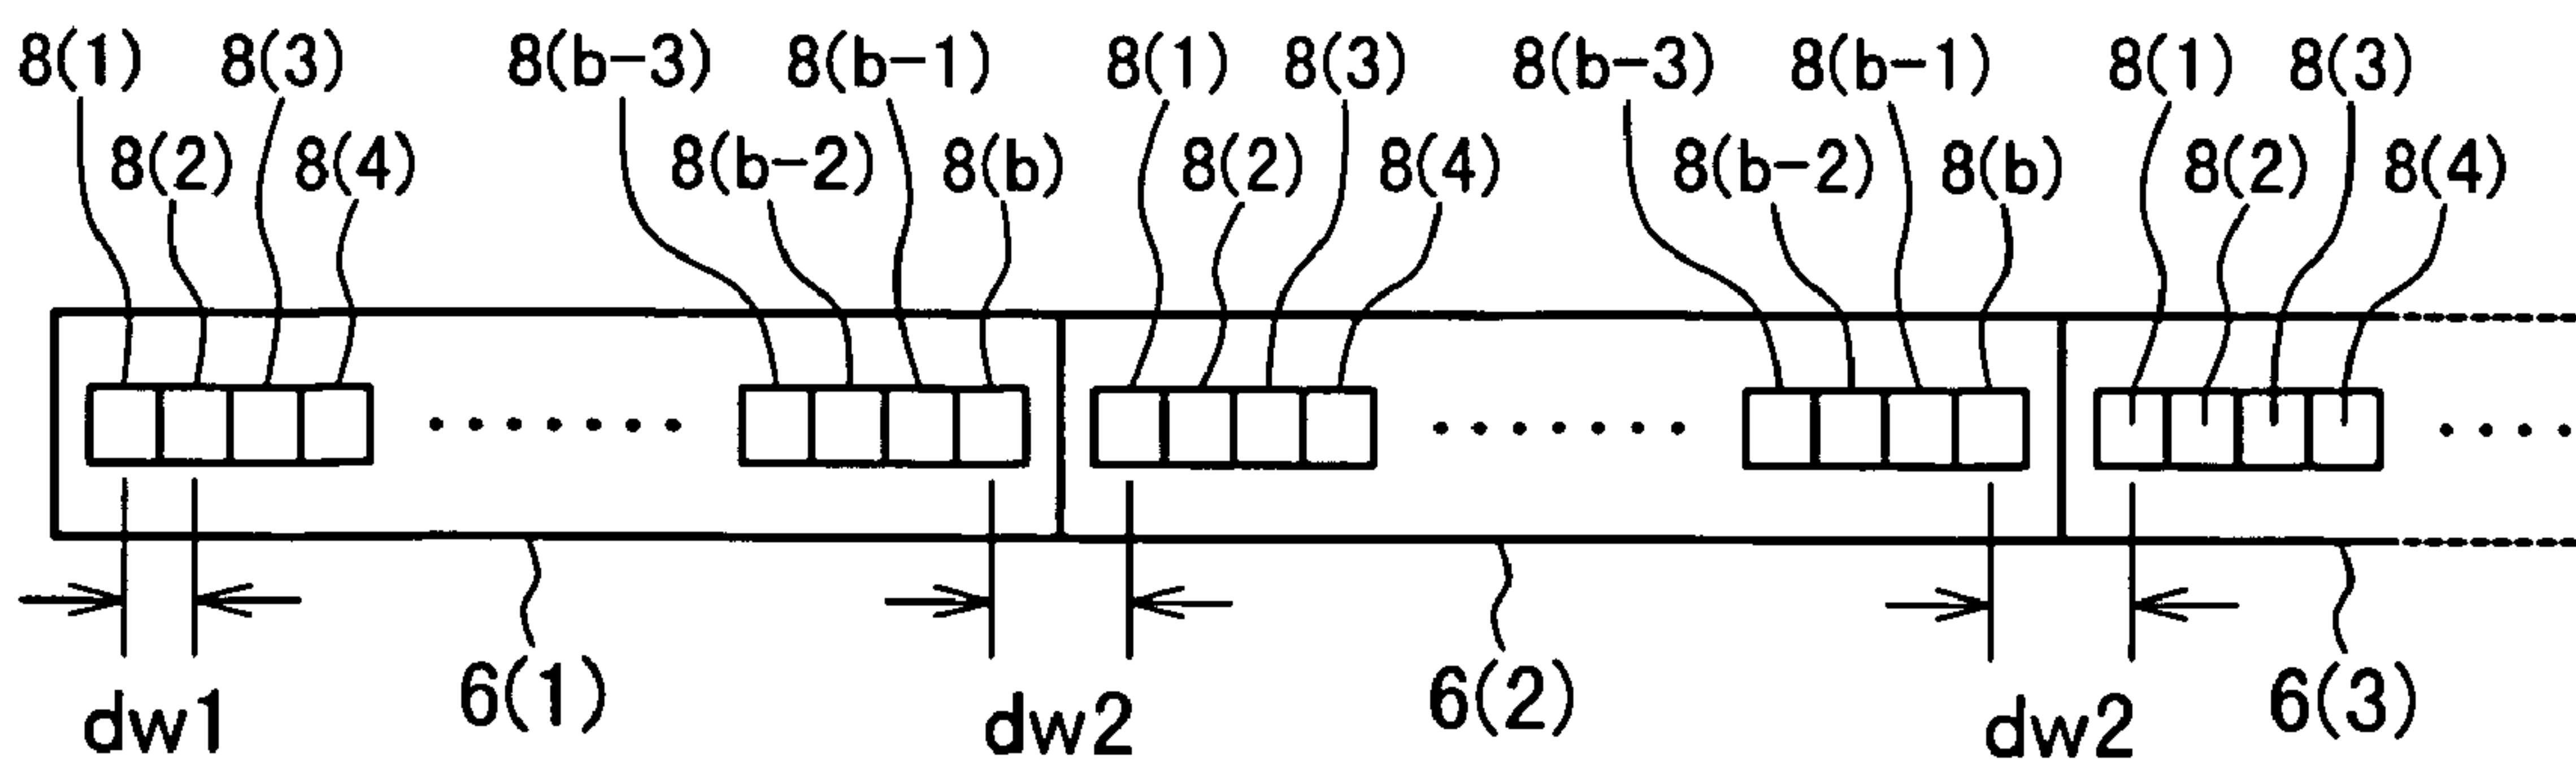 8(1) 8(3) 8(b-3) 8(b-1) 8(1) 8(3) 8(b-3) 8(b-1) 8(1) 8(3)
8(2) 8(4) 8(b-2) 8(b) 8(2) 8(4) 8(b-2) 8(b) 8(2) 8(4)
6(1) 6(2) 6(3)
dw1 dw2 dw2